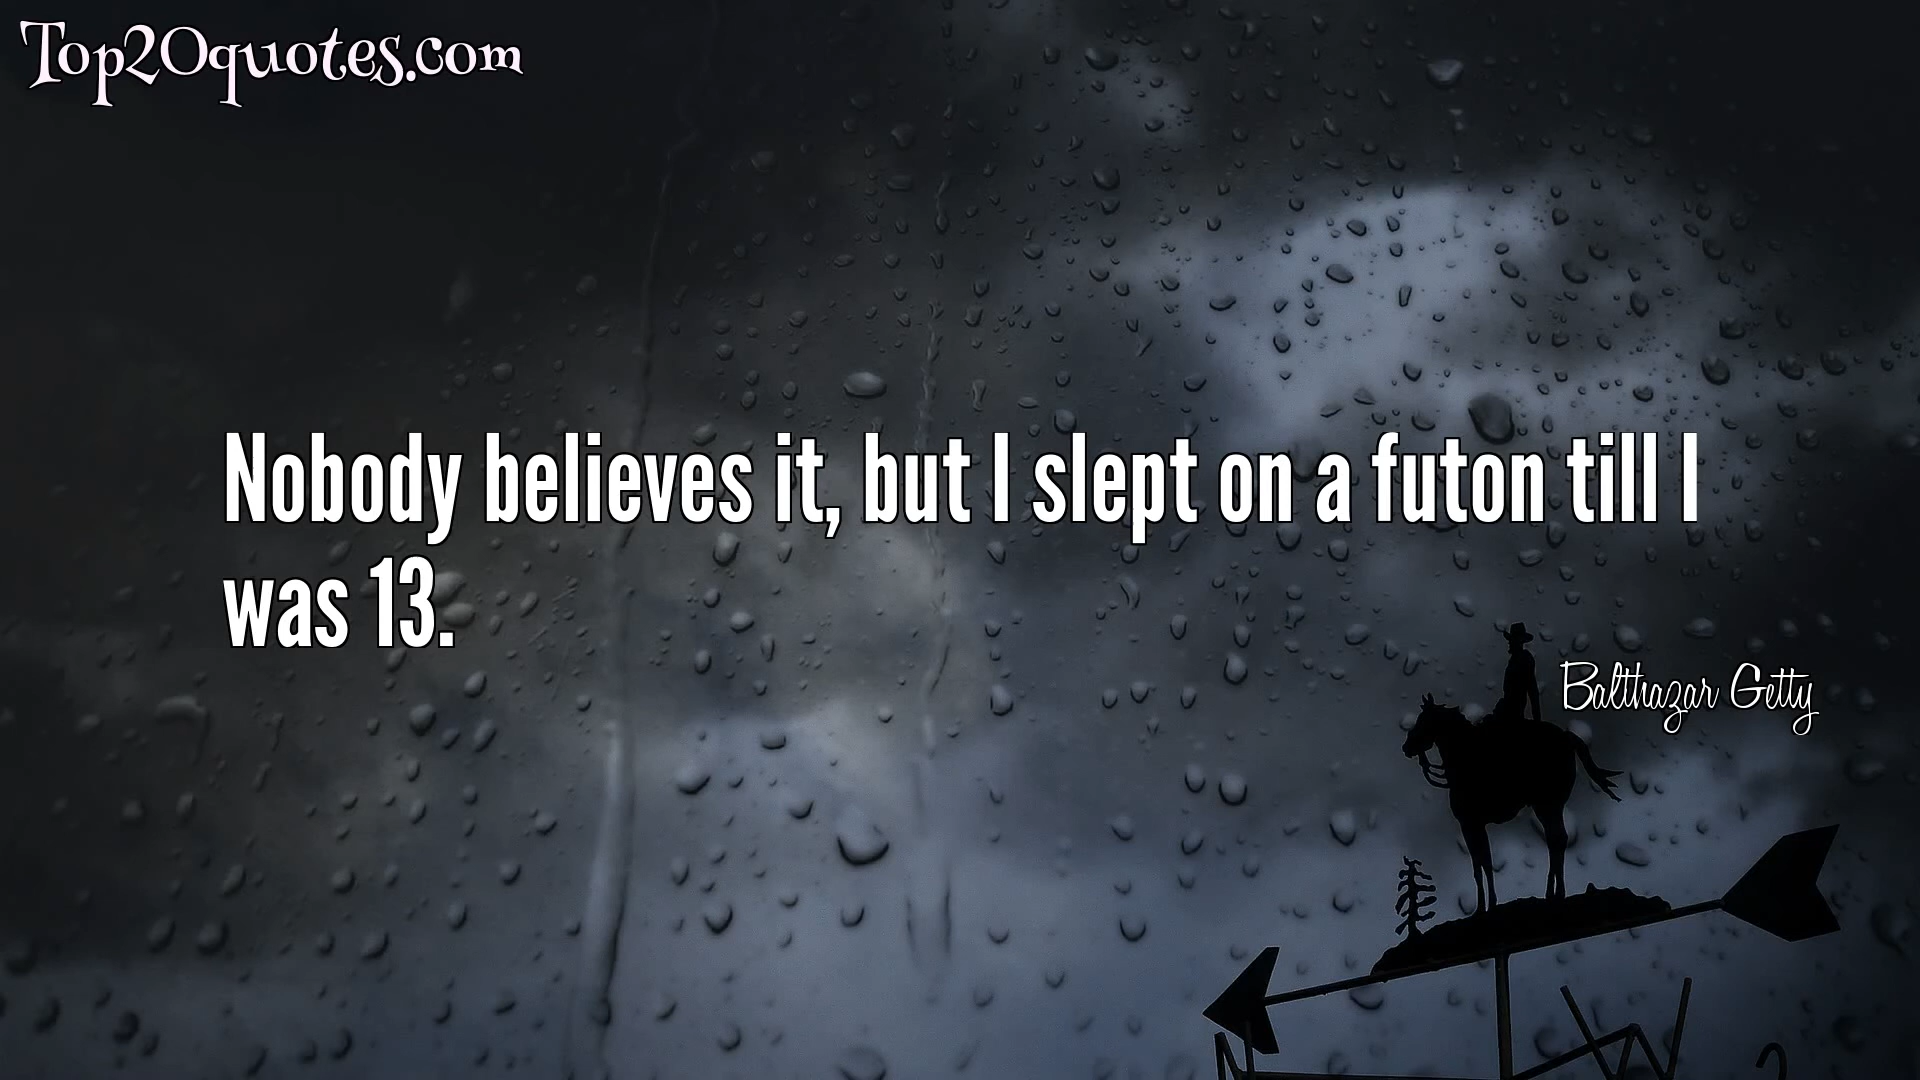 Top20quotes.com
Nobody believes it, but I slept on a futon till I
was 13.
Balthazar Getty
W